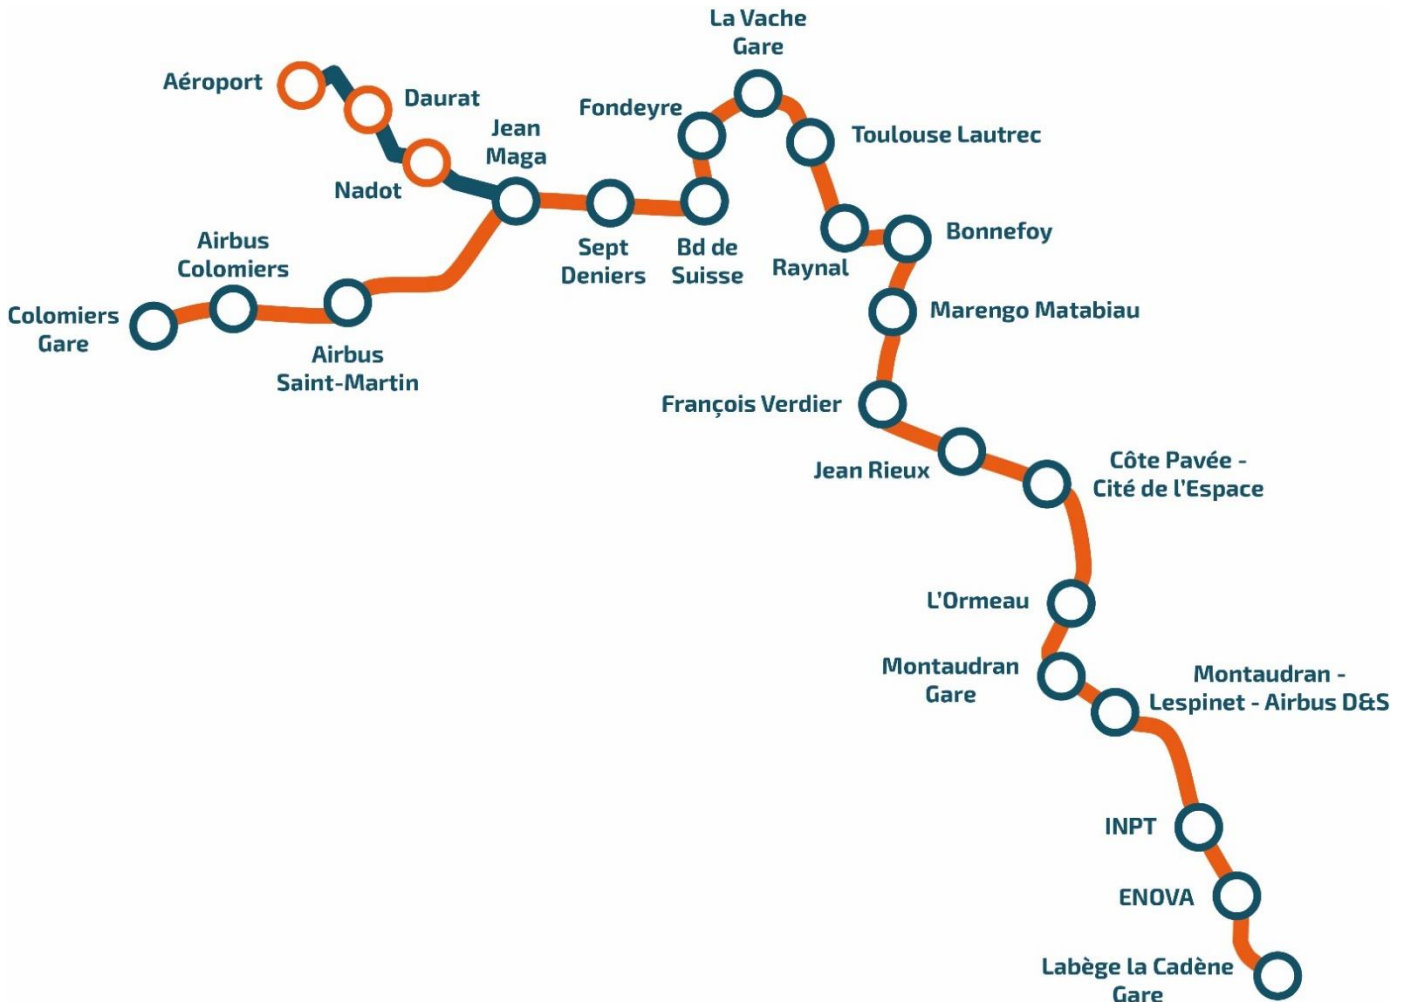 La Vache
Gare
Aéroport
Daurat
Fondeyre
Jean
Maga
Toulouse Lautrec
Nadot
Airbus
Colomiers
Sept
Deniers
Bd de
Suisse
Raynal
Bonnefoy
Colomiers
Gare
Marengo Matabiau
Airbus
Saint-Martin
François Verdier
Jean Rieux
Côte Pavée -
Cité de l'Espace
L'Ormeau
Montaudran
Gare
Montaudran -
Lespinet - Airbus D&S
INPT
ENOVA
Labège la Cadène
Gare